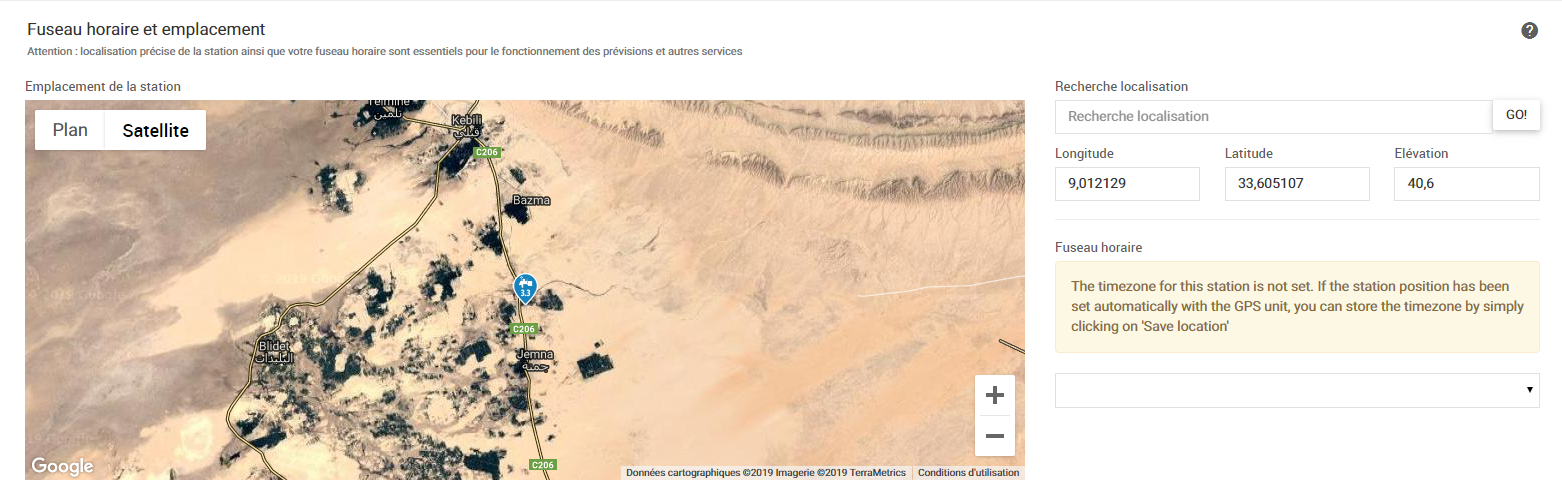 Fuseau horaire et emplacement
Attention : localisation précise de la station ainsi que votre fuseau horaire sont essentiels pour le fonctionnement des prévisions et autres services
Emplacement de la station
Plan
Satellite
Telmine
تلمين
Kebili
قبلي
C206
Bazma
3.3
C206
Blidet
البليدات
Jemna
جمنة
C206
Google
Données cartographiques ©2019 Imagerie ©2019 TerraMetrics
Conditions d'utilisation
Recherche localisation
Recherche localisation
GO!
Longitude
Latitude
Elévation
9,012129
33,605107
40,6
Fuseau horaire
The timezone for this station is not set. If the station position has been
set automatically with the GPS unit, you can store the timezone by simply
clicking on 'Save location'